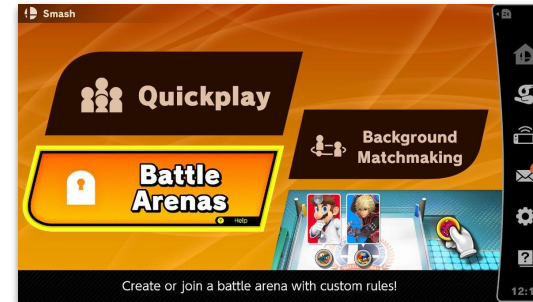 Smash
Quickplay
Background
Matchmaking
Battle
Arenas
? Help
?
Create or join a battle arena with custom rules!